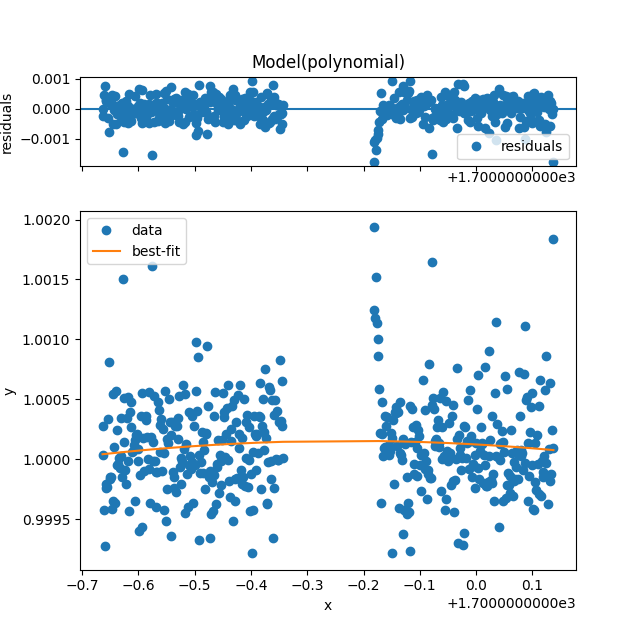 Model(polynomial)
0.001
0.000
−0.001
residuals
residuals
+1.7000000000e3
1.0020
1.0015
1.0010
1.0005
1.0000
0.9995
y
data
best-fit
−0.7 −0.6 −0.5 −0.4 −0.3 −0.2 −0.1 0.0 0.1
x
+1.7000000000e3